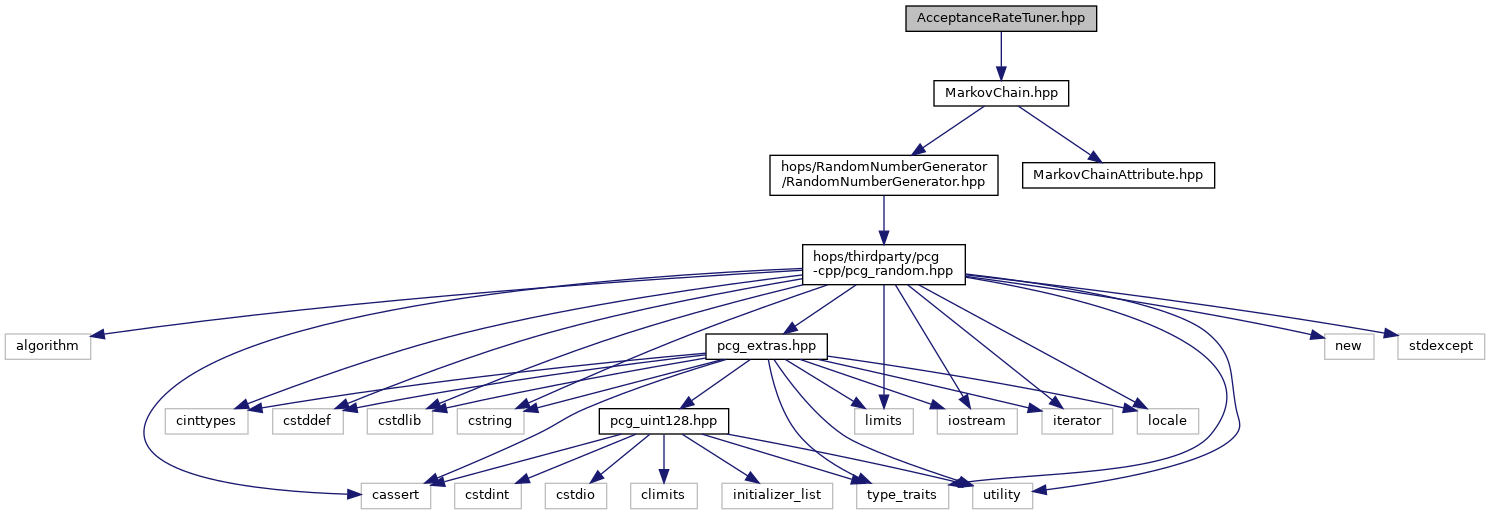 AcceptanceRateTuner.hpp
MarkovChain.hpp
hops/RandomNumberGenerator
/RandomNumberGenerator.hpp
MarkovChainAttribute.hpp
hops/thirdparty/pcg
-cpp/pcg_random.hpp
algorithm
pcg_extras.hpp
new
stdexcept
cinttypes
cstddef
cstdlib
cstring
pcg_uint128.hpp
limits
iostream
iterator
locale
cassert
cstdint
cstdio
climits
initializer_list
type_traits
utility